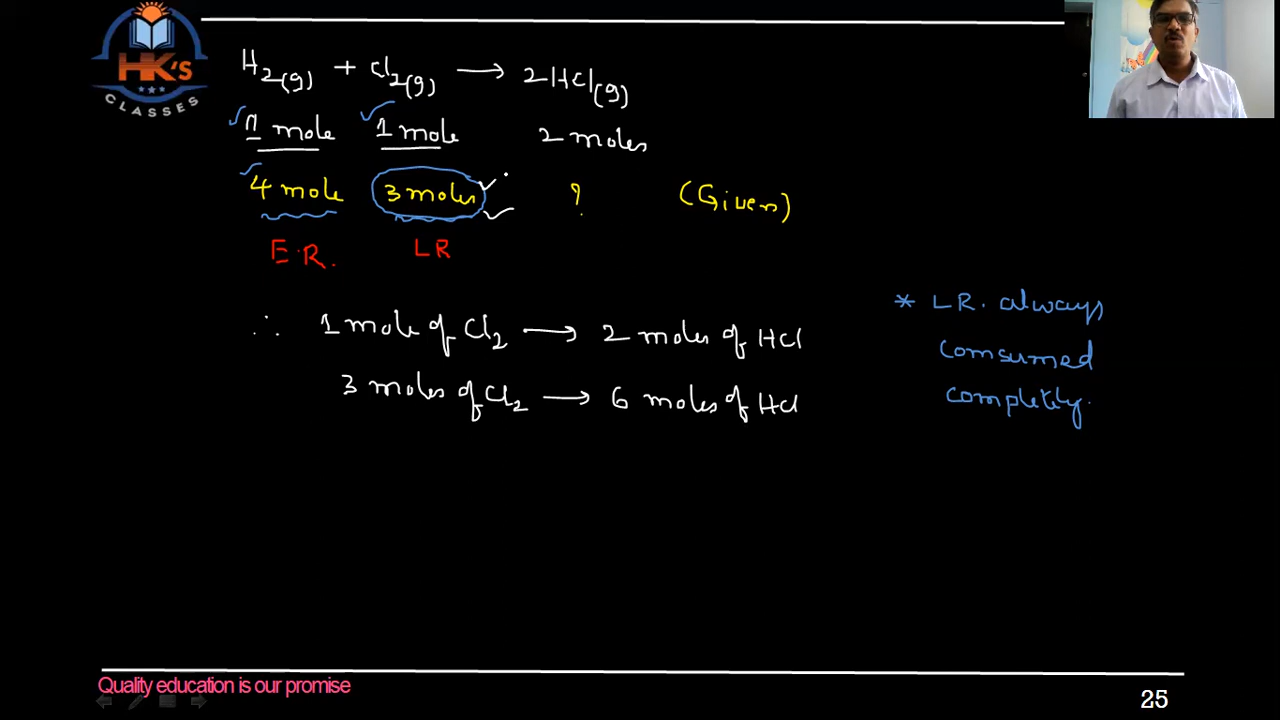 HK'S
CLASSES
H2(g) + Cl2(g) → 2HCl(g)
1 mole 1 mole 2 moles
4 mole 3 moles ? (Given)
E.R. LR
∴ 1 mole of Cl2 → 2 moles of HCl
3 moles of Cl2 → 6 moles of HCl
* LR. always
consumed
completely.
Quality education is our promise
25